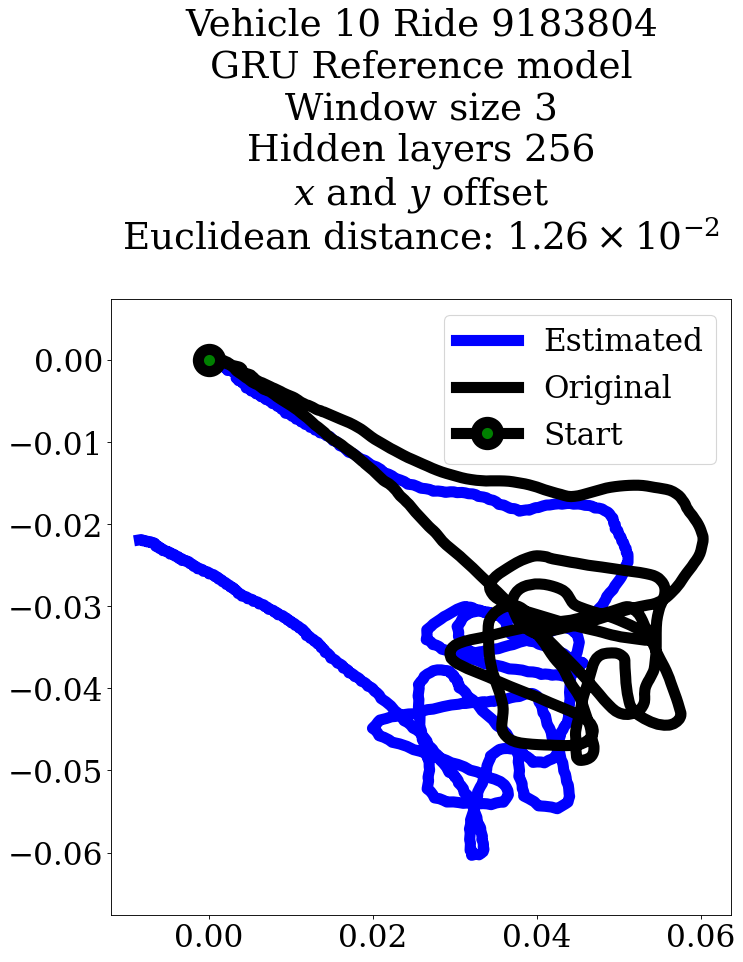 Vehicle 10 Ride 9183804
GRU Reference model
Window size 3
Hidden layers 256
x and y offset
Euclidean distance: 1.26 × 10⁻²
Estimated
Original
Start
0.00
−0.01
−0.02
−0.03
−0.04
−0.05
−0.06
0.00 0.02 0.04 0.06